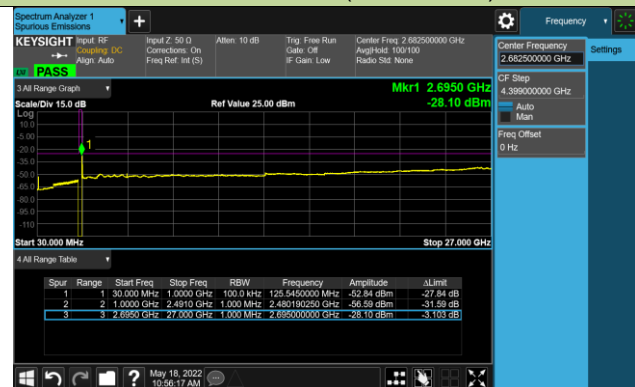 Spectrum Analyzer 1
Spurious Emissions
Frequency
KEYSIGHT Input: RF Input Z: 50 Ω Atten: 10 dB Trig: Free Run Center Freq: 2.682500000 GHz
Coupling: DC Corrections: On Gate: Off Avg|Hold: 100/100
Align: Auto Freq Ref: Int (S) IF Gain: Low Radio Std: None
PASS
Center Frequency
2.682500000 GHz
Settings
CF Step
4.399000000 GHz
Auto
Man
Freq Offset
0 Hz
3 All Range Graph
Mkr1 2.6950 GHz
Scale/Div 15.0 dB Ref Value 25.00 dBm -28.10 dBm
Log
10.0
-5.00
-20.0
-35.0
-50.0
-65.0
-80.0
-95.0
-110
1
Start 30.000 MHz Stop 27.000 GHz
4 All Range Table
Spur Range Start Freq Stop Freq RBW Frequency Amplitude ΔLimit
1 1 30.000 MHz 1.0000 GHz 100.0 kHz 125.5450000 MHz -52.84 dBm -27.84 dB
2 2 1.0000 GHz 2.4910 GHz 1.000 MHz 2.480190250 GHz -56.59 dBm -31.59 dB
3 3 2.6950 GHz 27.000 GHz 1.000 MHz 2.695000000 GHz -28.10 dBm -3.103 dB
May 18, 2022
10:56:17 AM